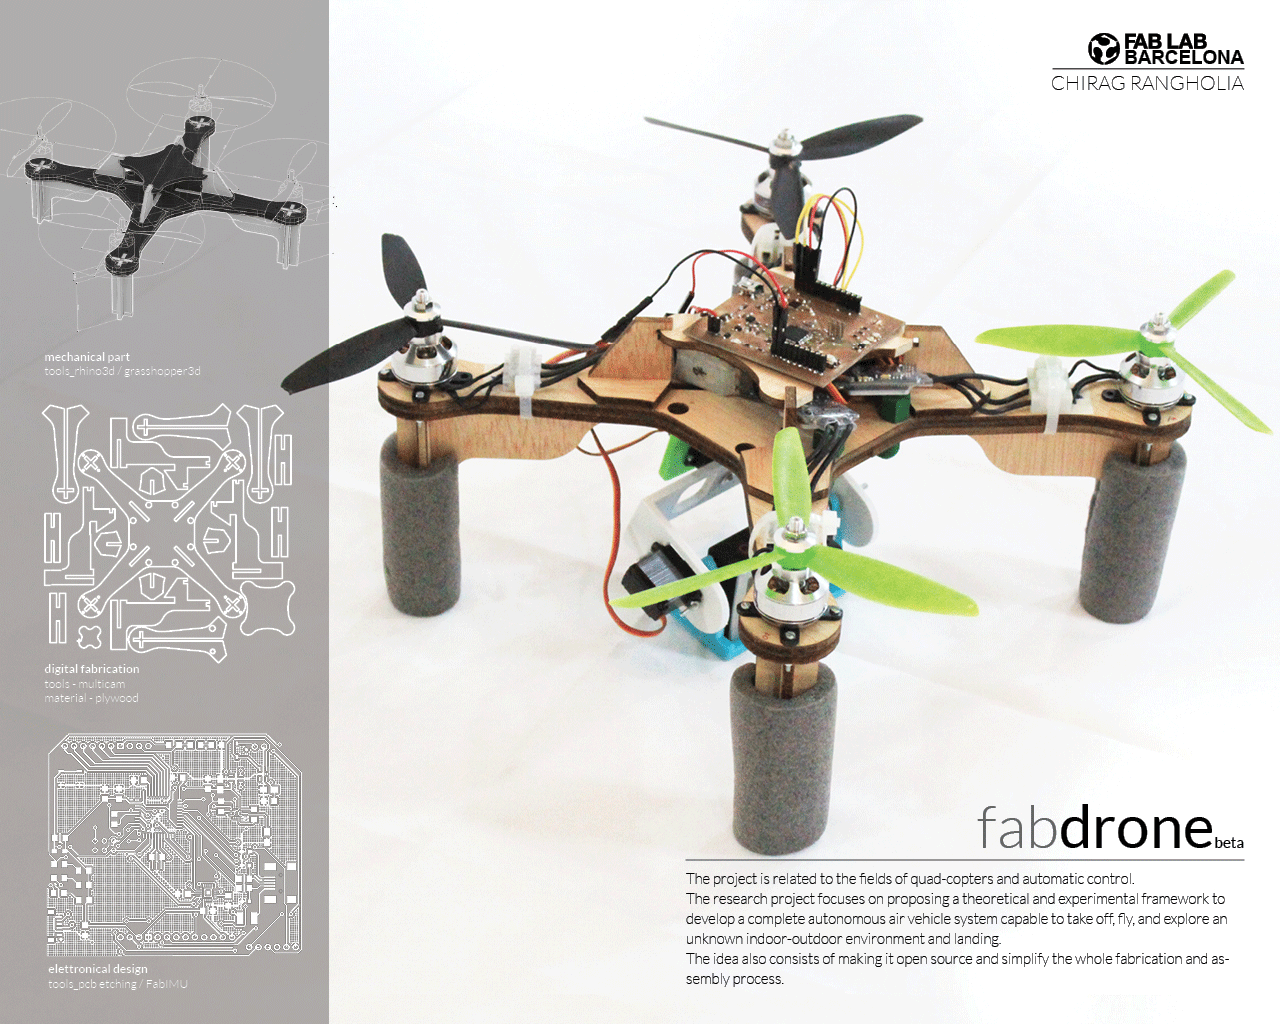 FAB LAB
BARCELONA
CHIRAG RANGHOLIA
mechanical part
tools_rhino3d / grasshopper3d
digital fabrication
tools - multicam
material - plywood
elettronical design
tools_pcb etching / FabIMU
fabdrone beta
The project is related to the fields of quad-copters and automatic control.
The research project focuses on proposing a theoretical and experimental framework to
develop a complete autonomous air vehicle system capable to take off, fly, and explore an
unknown indoor-outdoor environment and landing.
The idea also consists of making it open source and simplify the whole fabrication and as-
sembly process.